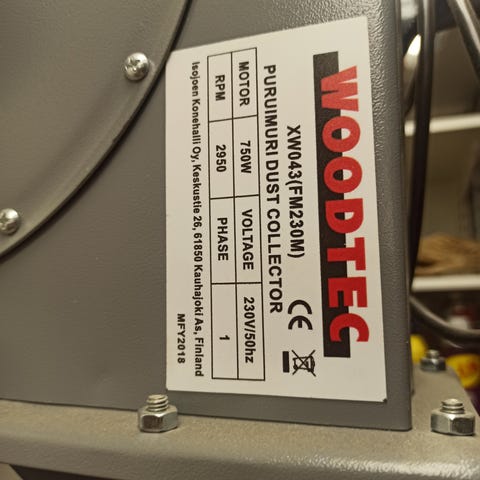 WOODTEC
XW043(FM230M) CE
PURUIMURI DUST COLLECTOR
MOTOR 750W VOLTAGE 230V/50hz
RPM 2950 PHASE 1
Isojoen Konehalli Oy, Keskustie 26, 61850 Kauhajoki As, Finland
MFY2018